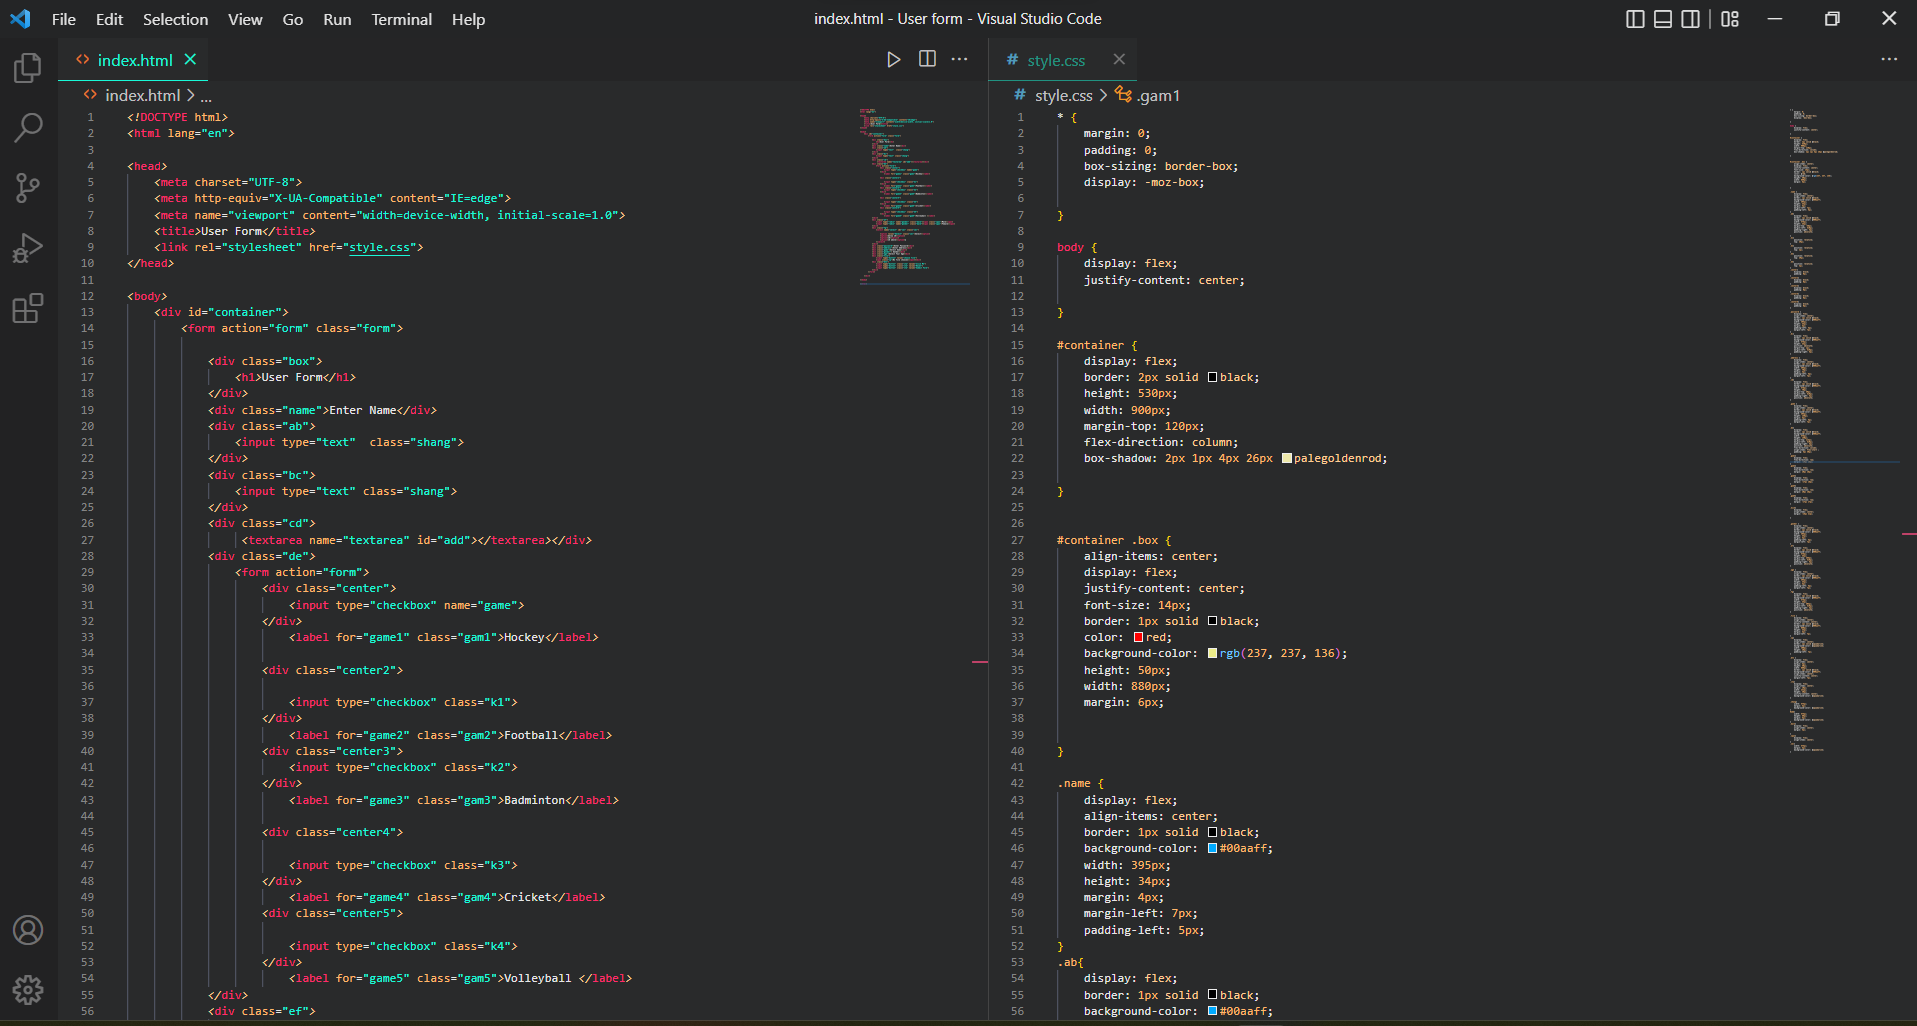 File Edit Selection View Go Run Terminal Help
index.html - User form - Visual Studio Code
index.html
index.html > ...
1 <!DOCTYPE html>
2 <html lang="en">
3
4 <head>
5 <meta charset="UTF-8">
6 <meta http-equiv="X-UA-Compatible" content="IE=edge">
7 <meta name="viewport" content="width=device-width, initial-scale=1.0">
8 <title>User Form</title>
9 <link rel="stylesheet" href="style.css">
10 </head>
11
12 <body>
13 <div id="container">
14 <form action="form" class="form">
15
16 <div class="box">
17 <h1>User Form</h1>
18 </div>
19 <div class="name">Enter Name</div>
20 <div class="ab">
21 <input type="text"  class="shang">
22 </div>
23 <div class="bc">
24 <input type="text" class="shang">
25 </div>
26 <div class="cd">
27 <textarea name="textarea" id="add"></textarea></div>
28 <div class="de">
29 <form action="form">
30 <div class="center">
31 <input type="checkbox" name="game">
32 </div>
33 <label for="game1" class="gam1">Hockey</label>
34
35 <div class="center2">
36
37 <input type="checkbox" class="k1">
38 </div>
39 <label for="game2" class="gam2">Football</label>
40 <div class="center3">
41 <input type="checkbox" class="k2">
42 </div>
43 <label for="game3" class="gam3">Badminton</label>
44
45 <div class="center4">
46
47 <input type="checkbox" class="k3">
48 </div>
49 <label for="game4" class="gam4">Cricket</label>
50 <div class="center5">
51
52 <input type="checkbox" class="k4">
53 </div>
54 <label for="game5" class="gam5">Volleyball </label>
55 </div>
56 <div class="ef">
# style.css
# style.css > .gam1
1 * {
2 margin: 0;
3 padding: 0;
4 box-sizing: border-box;
5 display: -moz-box;
6
7 }
8
9 body {
10 display: flex;
11 justify-content: center;
12
13 }
14
15 #container {
16 display: flex;
17 border: 2px solid black;
18 height: 530px;
19 width: 900px;
20 margin-top: 120px;
21 flex-direction: column;
22 box-shadow: 2px 1px 4px 26px palegoldenrod;
23
24 }
25
26
27 #container .box {
28 align-items: center;
29 display: flex;
30 justify-content: center;
31 font-size: 14px;
32 border: 1px solid black;
33 color: red;
34 background-color: rgb(237, 237, 136);
35 height: 50px;
36 width: 880px;
37 margin: 6px;
38
39
40 }
41
42 .name {
43 display: flex;
44 align-items: center;
45 border: 1px solid black;
46 background-color: #00aaff;
47 width: 395px;
48 height: 34px;
49 margin: 4px;
50 margin-left: 7px;
51 padding-left: 5px;
52 }
53 .ab{
54 display: flex;
55 border: 1px solid black;
56 background-color: #00aaff;